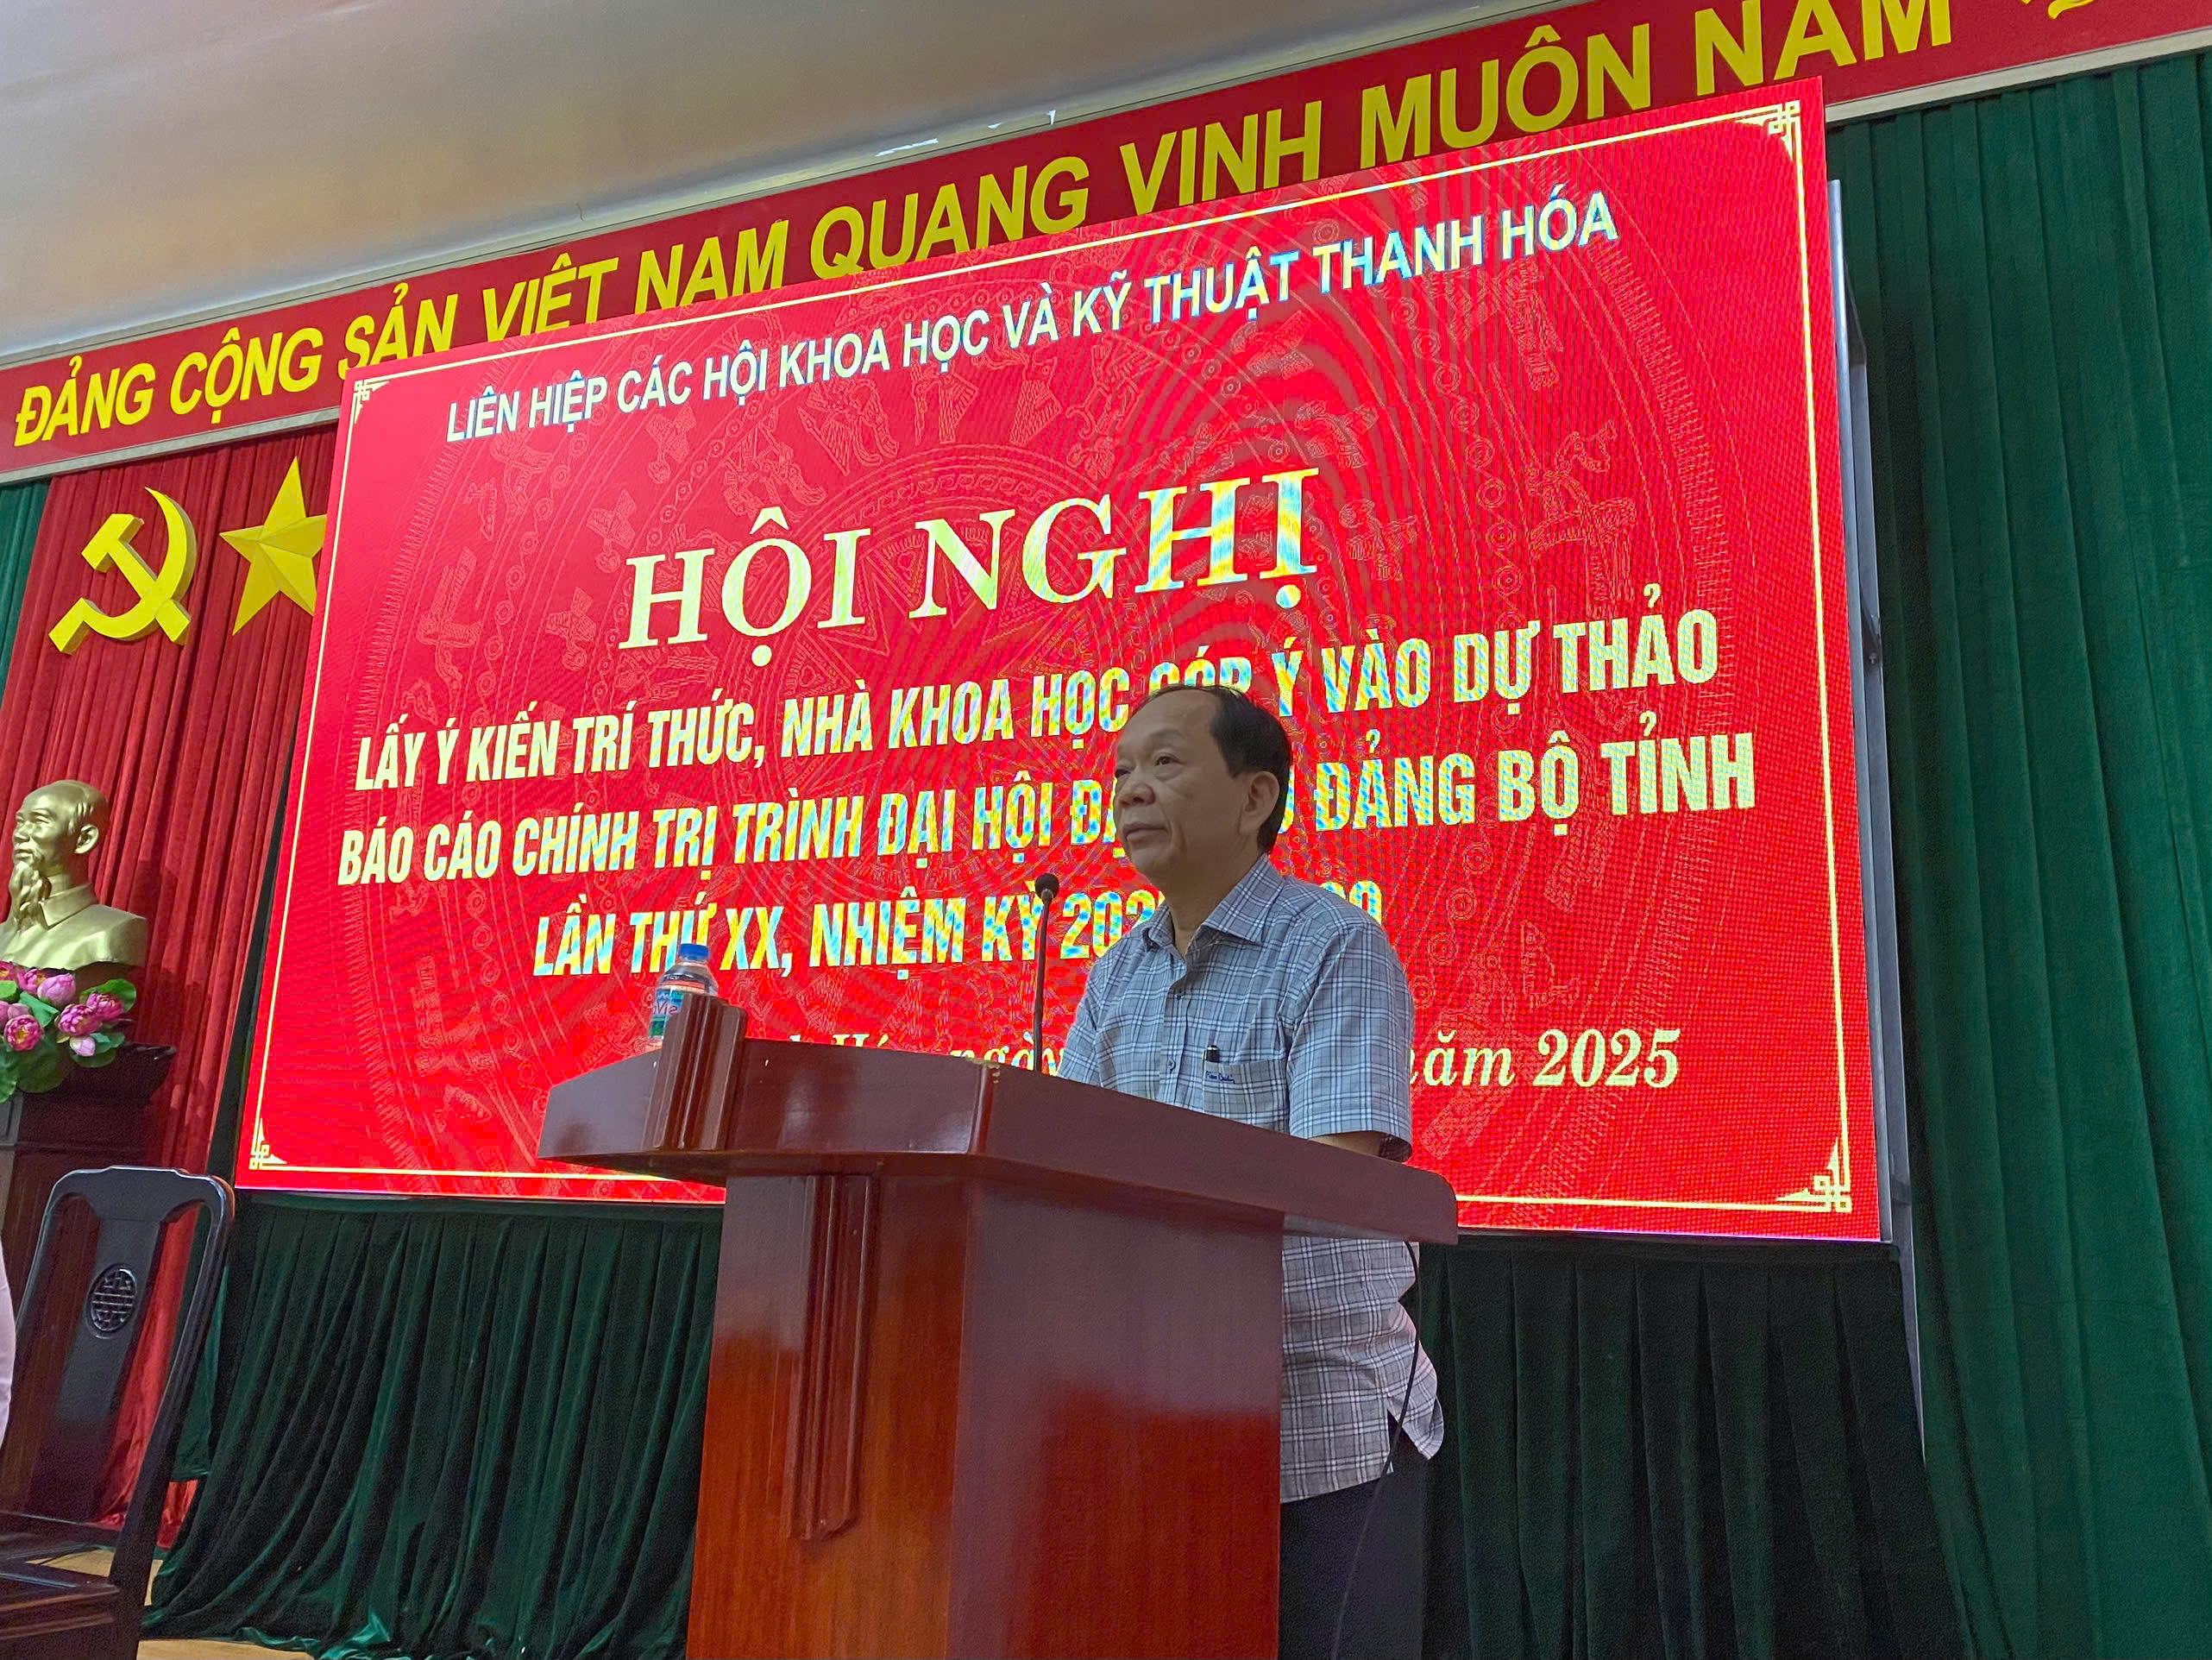 ĐẢNG CỘNG SẢN VIỆT NAM QUANG VINH MUÔN NĂM
LIÊN HIỆP CÁC HỘI KHOA HỌC VÀ KỸ THUẬT THANH HÓA
HỘI NGHỊ
LẤY Ý KIẾN TRÍ THỨC, NHÀ KHOA HỌC GÓP Ý VÀO DỰ THẢO
BÁO CÁO CHÍNH TRỊ TRÌNH ĐẠI HỘI ĐẢNG BỘ TỈNH
LẦN THỨ XX, NHIỆM KỲ
ngày năm 2025